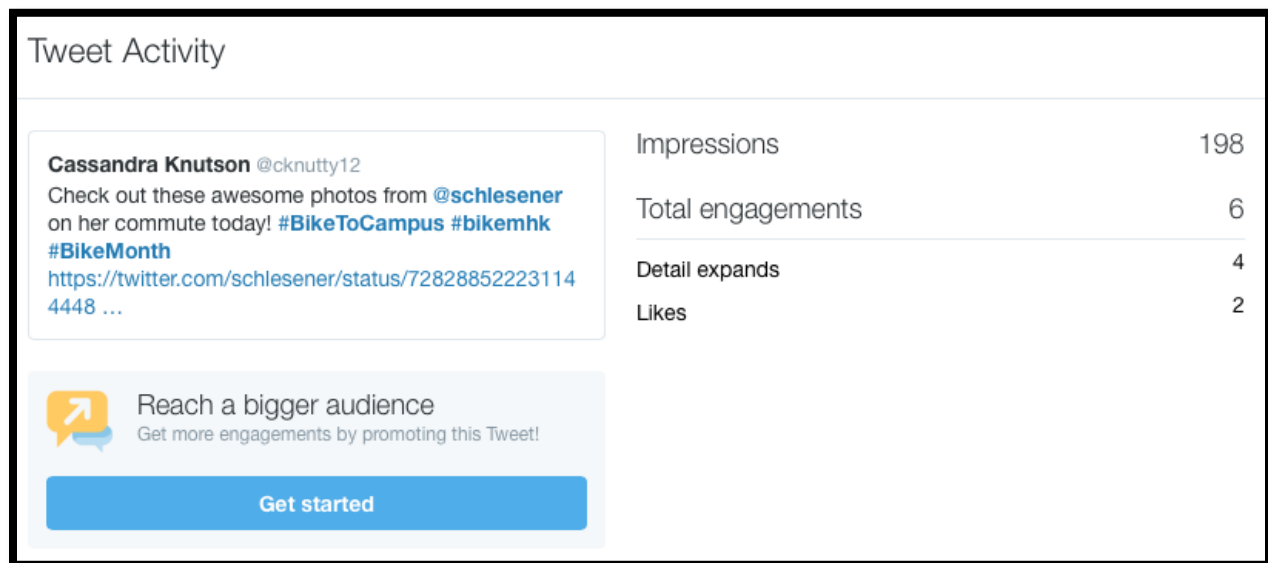 Tweet Activity
Cassandra Knutson @cknutty12
Check out these awesome photos from @schlesener
on her commute today! #BikeToCampus #bikemhk
#BikeMonth
https://twitter.com/schlesener/status/72828852223114
4448 …
Reach a bigger audience
Get more engagements by promoting this Tweet!
Get started
Impressions 198
Total engagements 6
Detail expands 4
Likes 2